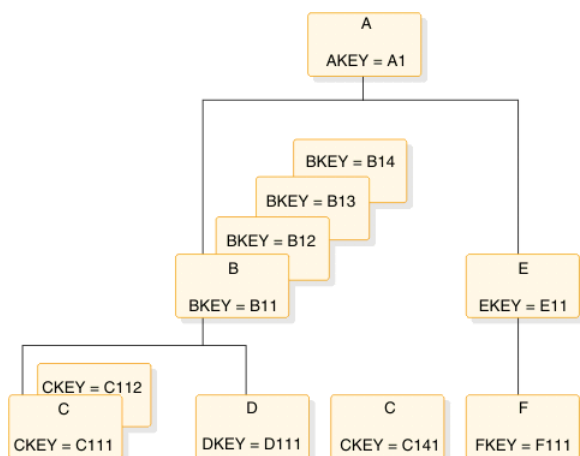 A
AKEY = A1
BKEY = B14
BKEY = B13
BKEY = B12
B
BKEY = B11
E
EKEY = E11
CKEY = C112
C
CKEY = C111
D
DKEY = D111
C
CKEY = C141
F
FKEY = F111